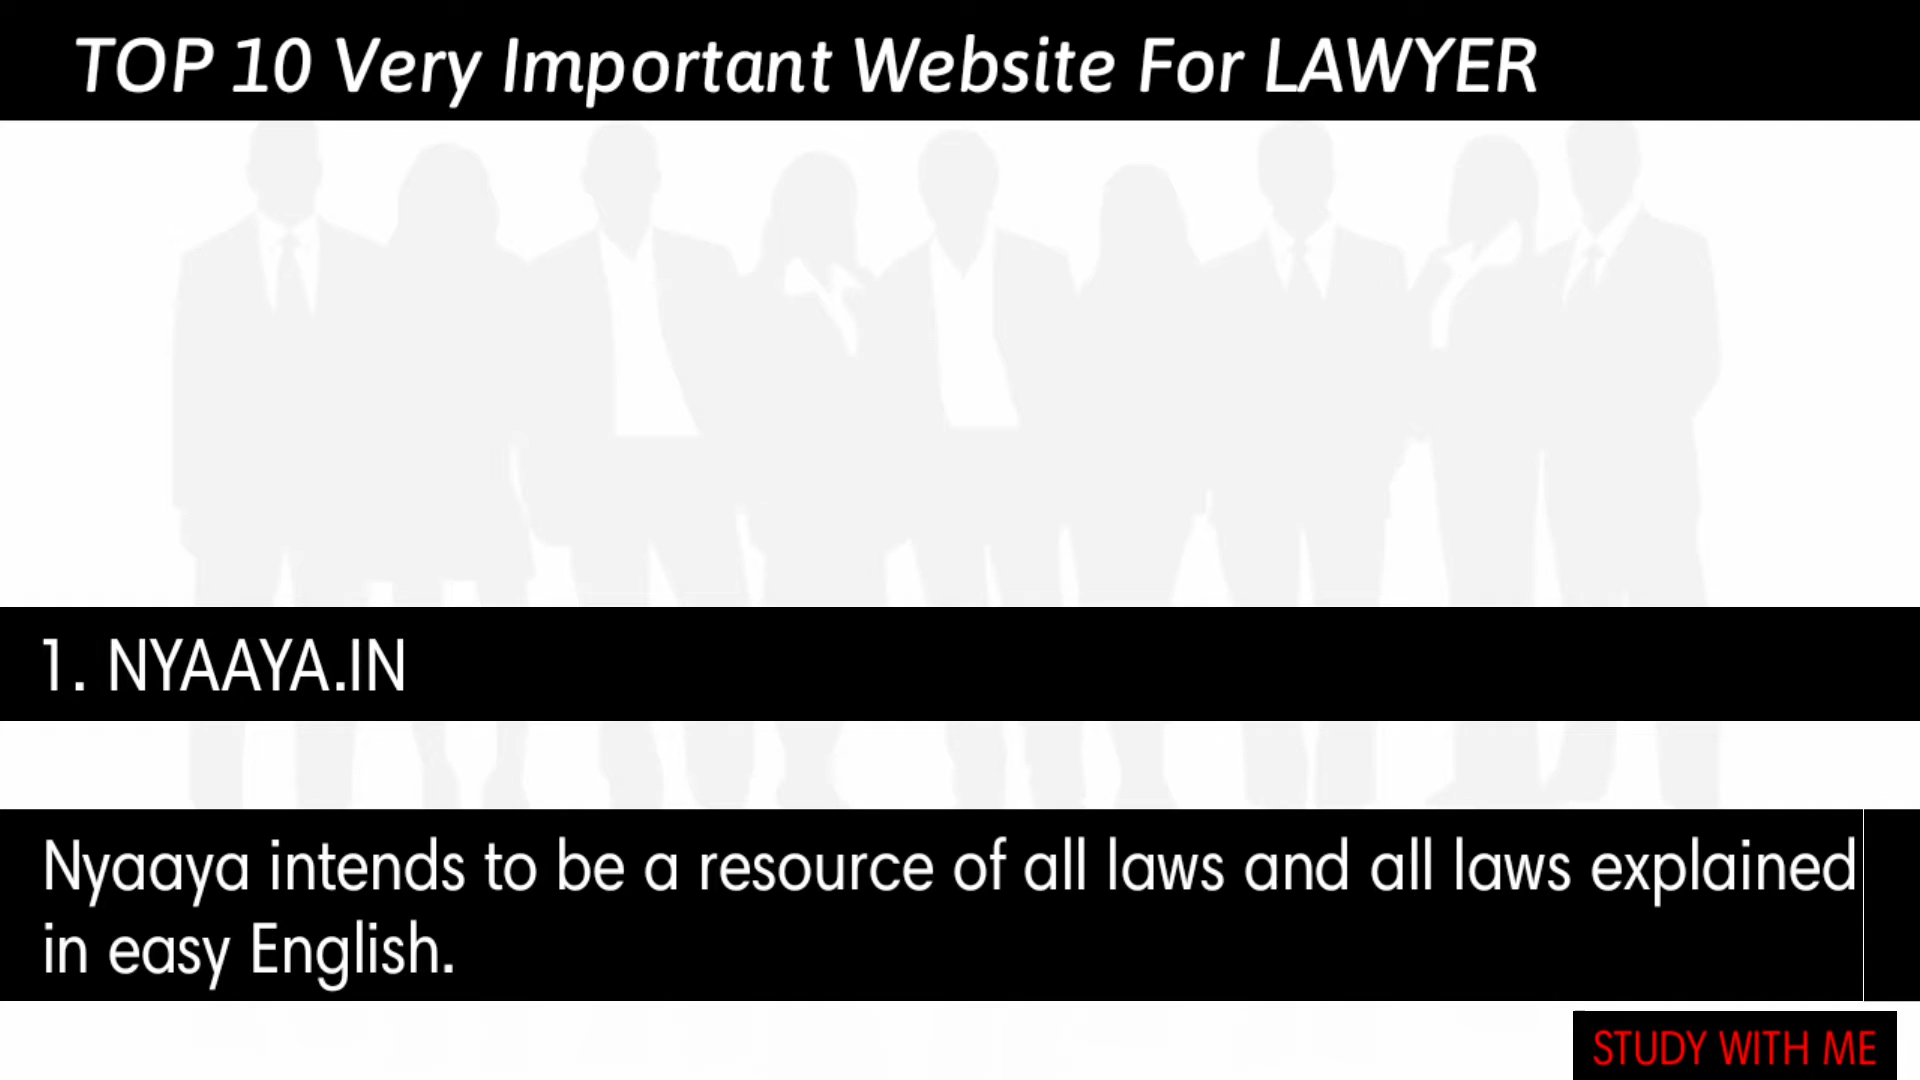 TOP 10 Very Important Website For LAWYER
1. NYAAYA.IN
Nyaaya intends to be a resource of all laws and all laws explained
in easy English.
STUDY WITH ME